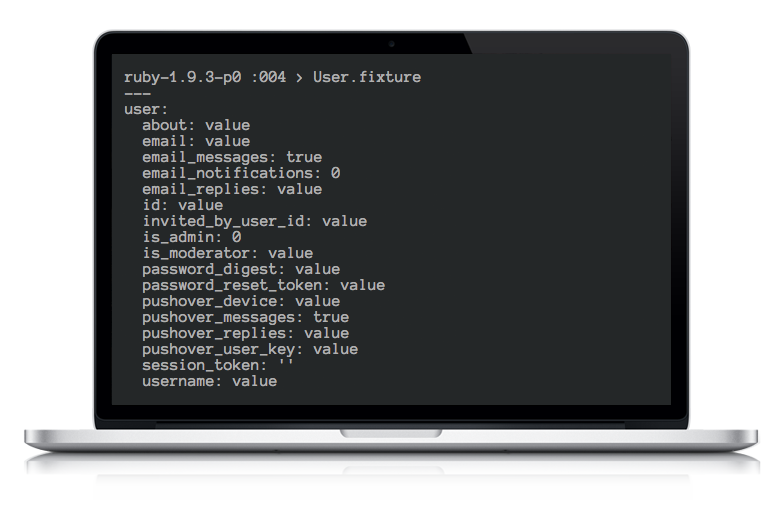 ruby-1.9.3-p0 :004 > User.fixture
---
user:
  about: value
  email: value
  email_messages: true
  email_notifications: 0
  email_replies: value
  id: value
  invited_by_user_id: value
  is_admin: 0
  is_moderator: value
  password_digest: value
  password_reset_token: value
  pushover_device: value
  pushover_messages: true
  pushover_replies: value
  pushover_user_key: value
  session_token: ''
  username: value